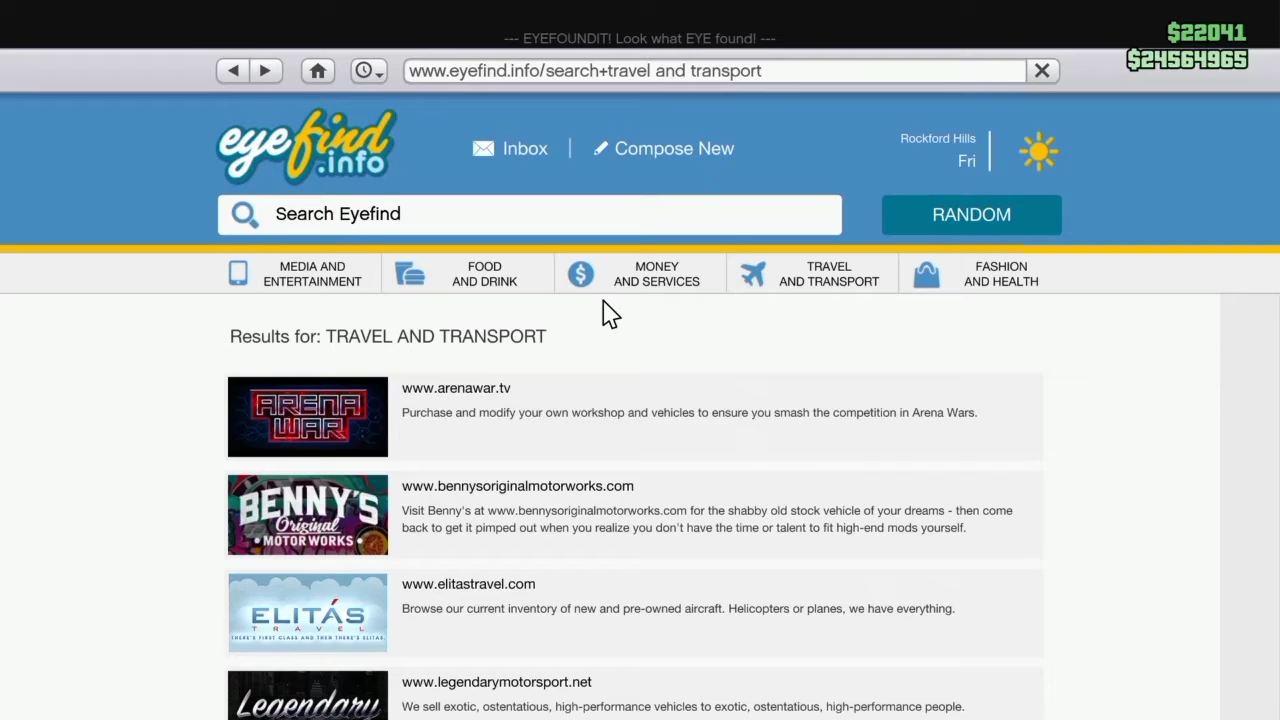 --- EYEFOUNDIT! Look what EYE found! ---
$22041
$24564965
www.eyefind.info/search+travel and transport
eyefind
.info
Inbox
Compose New
Rockford Hills
Fri
Search Eyefind
RANDOM
MEDIA AND
ENTERTAINMENT
FOOD
AND DRINK
MONEY
AND SERVICES
TRAVEL
AND TRANSPORT
FASHION
AND HEALTH
Results for: TRAVEL AND TRANSPORT
ARENA
WAR
www.arenawar.tv
Purchase and modify your own workshop and vehicles to ensure you smash the competition in Arena Wars.
BENNY'S
Original
•MOTOR WORKS•
www.bennysoriginalmotorworks.com
Visit Benny's at www.bennysoriginalmotorworks.com for the shabby old stock vehicle of your dreams - then come
back to get it pimped out when you realize you don't have the time or talent to fit high-end mods yourself.
ELITÁS
TRAVEL
THERE'S FIRST CLASS AND THEN THERE'S ELITAS.
www.elitastravel.com
Browse our current inventory of new and pre-owned aircraft. Helicopters or planes, we have everything.
Legendary
www.legendarymotorsport.net
We sell exotic, ostentatious, high-performance vehicles to exotic, ostentatious, high-performance people.